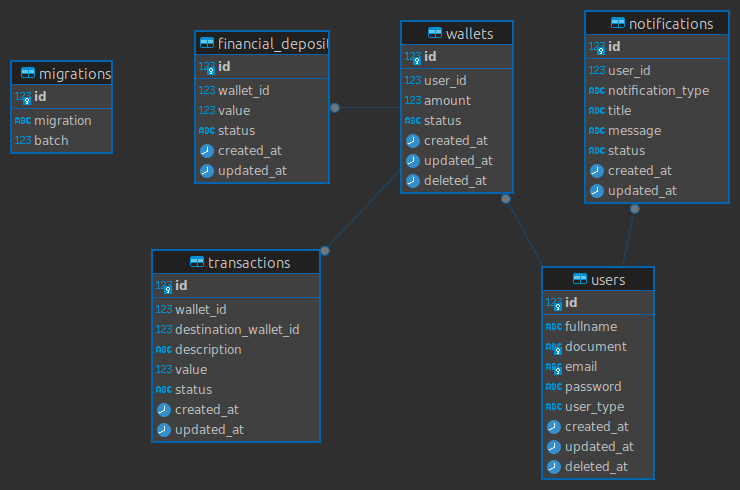 migrations
123 id
ABC migration
123 batch
financial_deposit
123 id
123 wallet_id
123 value
ABC status
created_at
updated_at
wallets
123 id
123 user_id
123 amount
ABC status
created_at
updated_at
deleted_at
notifications
123 id
123 user_id
ABC notification_type
ABC title
ABC message
ABC status
created_at
updated_at
transactions
123 id
123 wallet_id
123 destination_wallet_id
ABC description
123 value
ABC status
created_at
updated_at
users
123 id
ABC fullname
ABC document
ABC email
ABC password
ABC user_type
created_at
updated_at
deleted_at